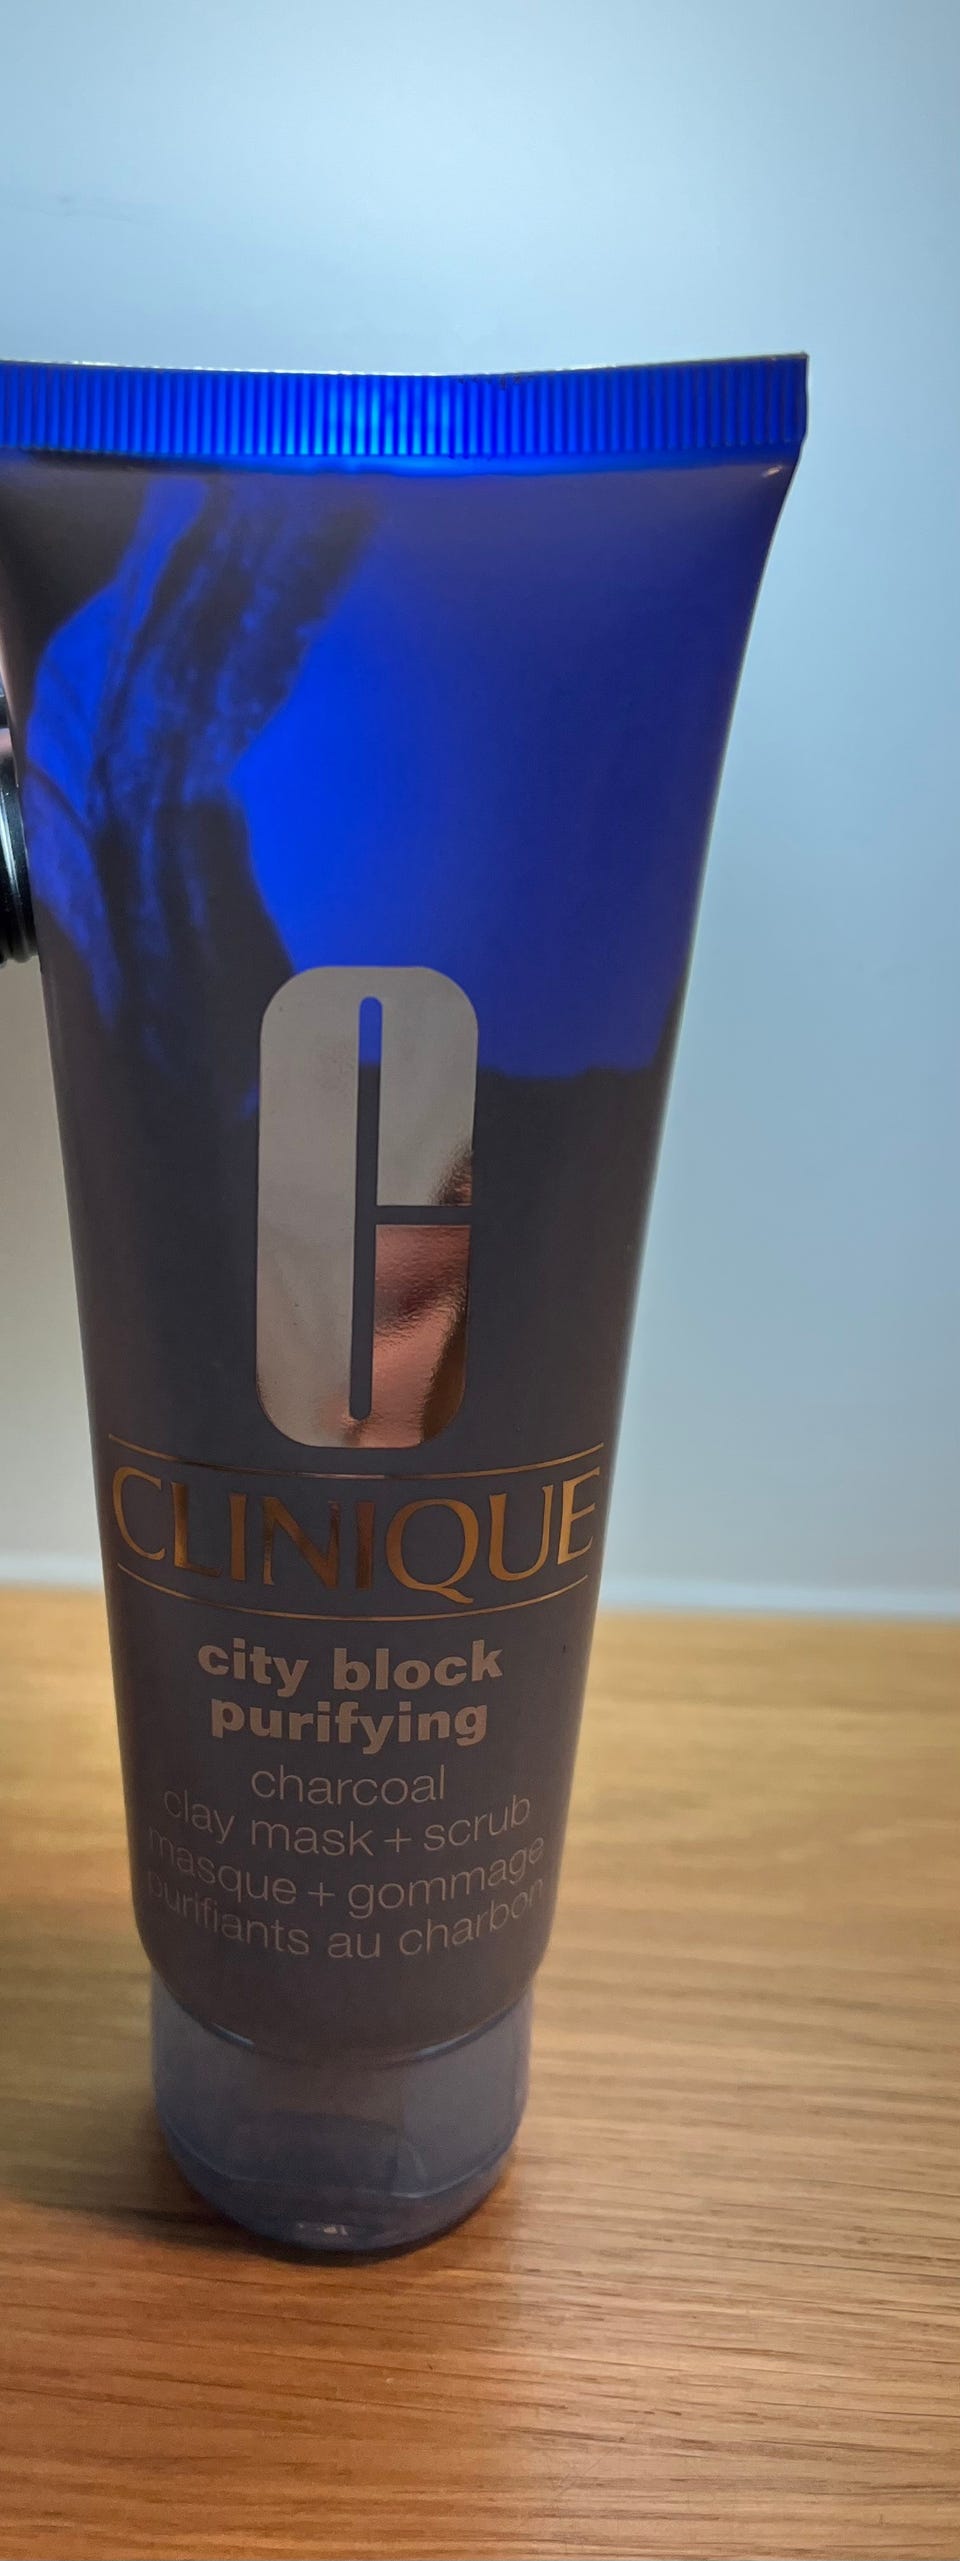 C
CLINIQUE
city block
purifying
charcoal
clay mask + scrub
masque + gommage
purifiants au charbon